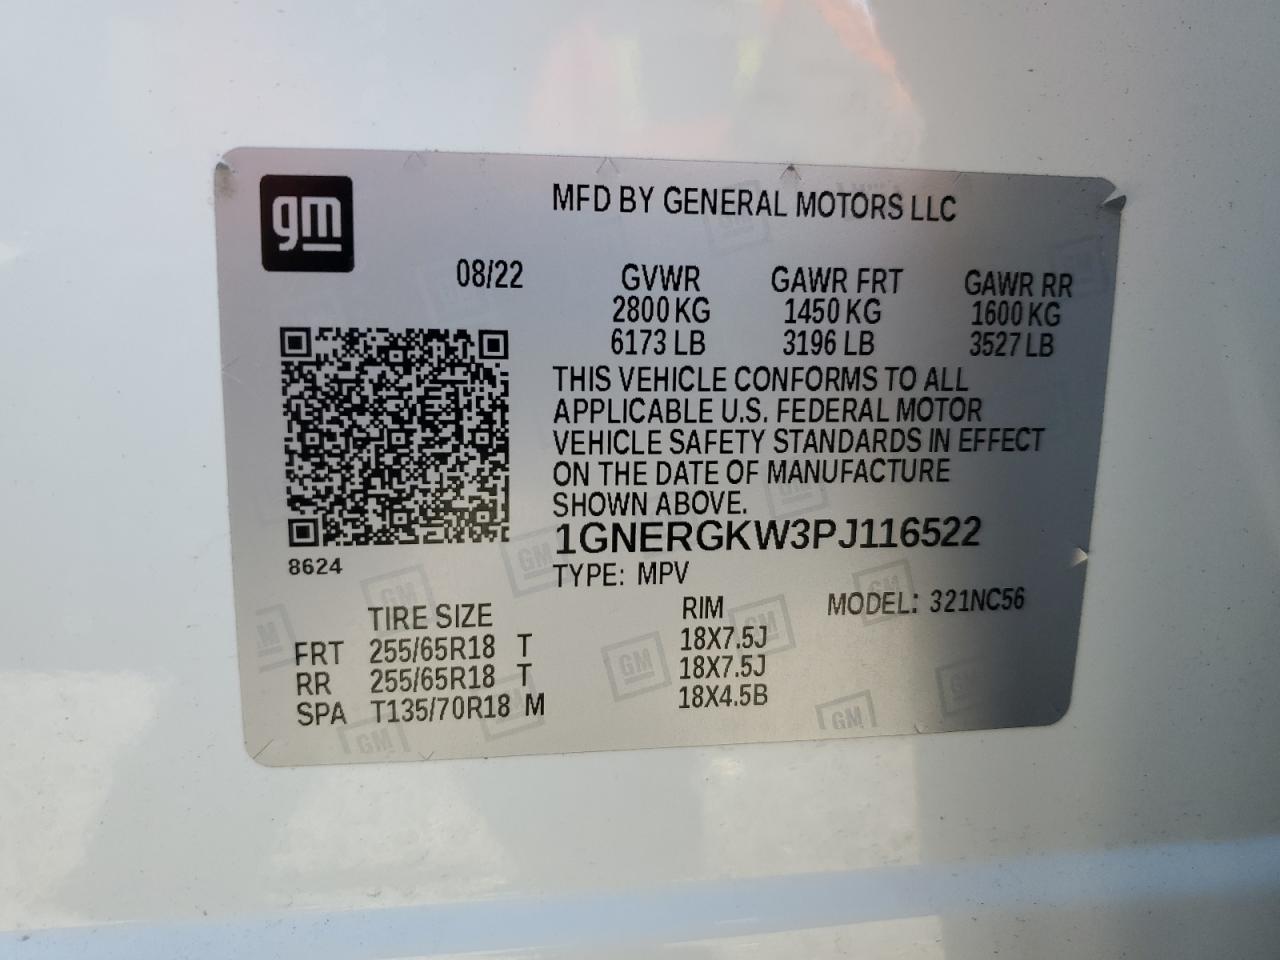 gm
MFD BY GENERAL MOTORS LLC
08/22
GVWR GAWR FRT GAWR RR
2800 KG 1450 KG 1600 KG
6173 LB 3196 LB 3527 LB
THIS VEHICLE CONFORMS TO ALL
APPLICABLE U.S. FEDERAL MOTOR
VEHICLE SAFETY STANDARDS IN EFFECT
ON THE DATE OF MANUFACTURE
SHOWN ABOVE.
1GNERGKW3PJ116522
8624
TYPE: MPV
TIRE SIZE RIM MODEL: 321NC56
FRT 255/65R18 T 18X7.5J
RR 255/65R18 T 18X7.5J
SPA T135/70R18 M 18X4.5B